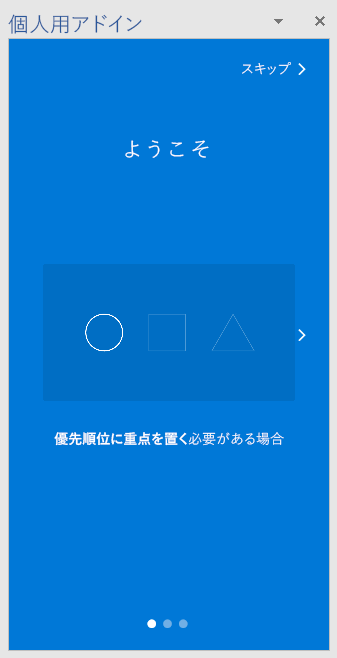 個人用アドイン
スキップ
ようこそ
優先順位に重点を置く必要がある場合